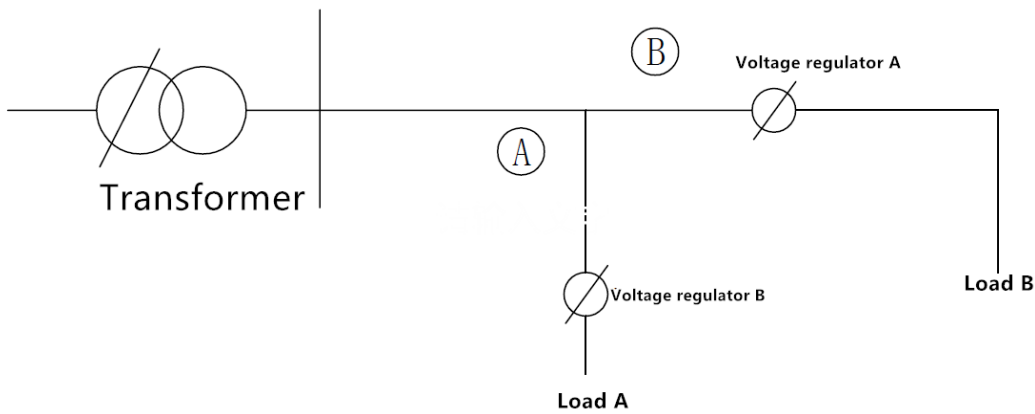 B
Voltage regulator A
A
Transformer
Voltage regulator B
Load B
Load A